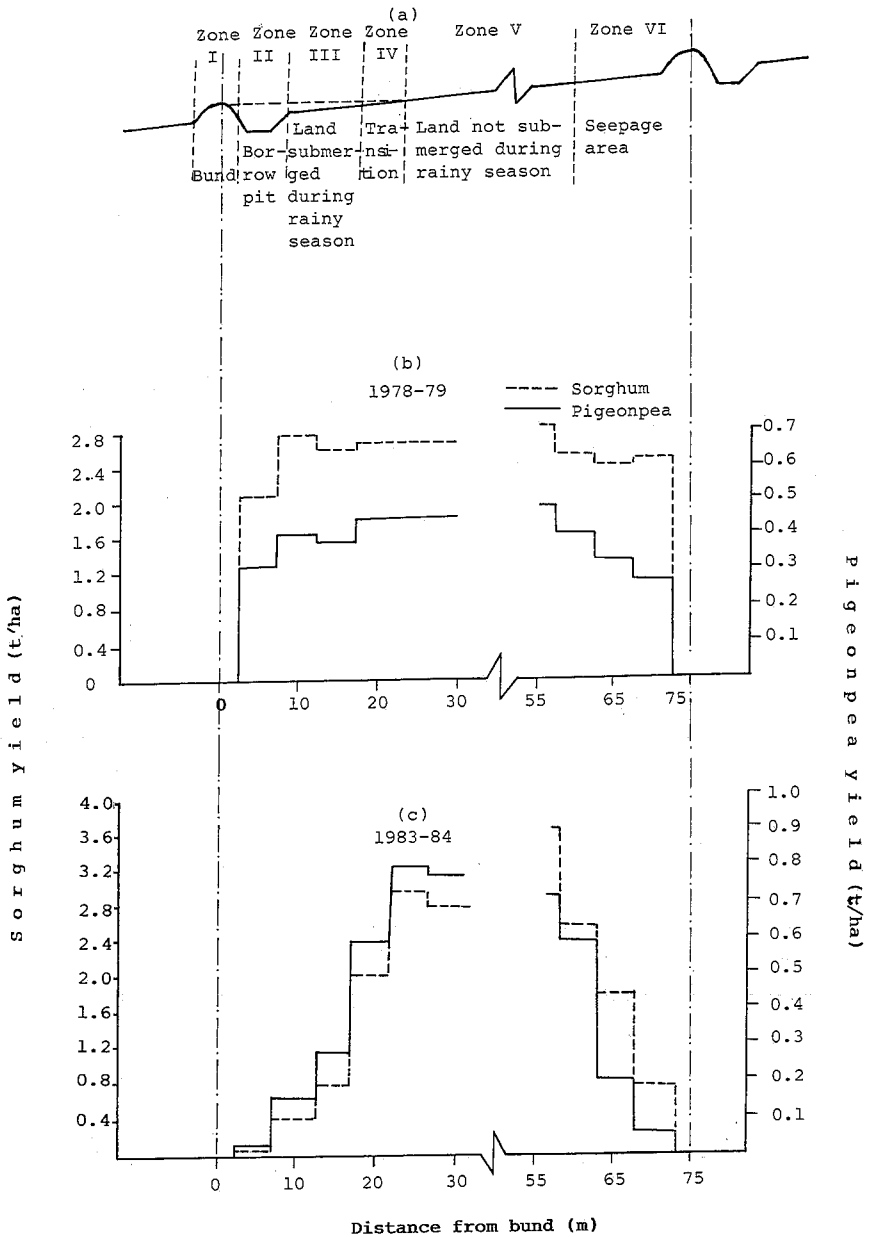 (a)
Zone I
Zone II
Zone III
Zone IV
Zone V
Zone VI
Bund
Bor-
row
pit
Land
submer-
ged
during
rainy
season
Tra-
nsi-
tion
Land not sub-
merged during
rainy season
Seepage
area
(b)
1978-79
Sorghum
Pigeonpea
2.8
2.4
2.0
1.6
1.2
0.8
0.4
0
0.7
0.6
0.5
0.4
0.3
0.2
0.1
0 10 20 30 55 65 75
Sorghum yield (t/ha)
Pigeonpea yield (t/ha)
(c)
1983-84
4.0
3.6
3.2
2.8
2.4
2.0
1.6
1.2
0.8
0.4
1.0
0.9
0.8
0.7
0.6
0.5
0.4
0.3
0.2
0.1
0 10 20 30 55 65 75
Distance from bund (m)